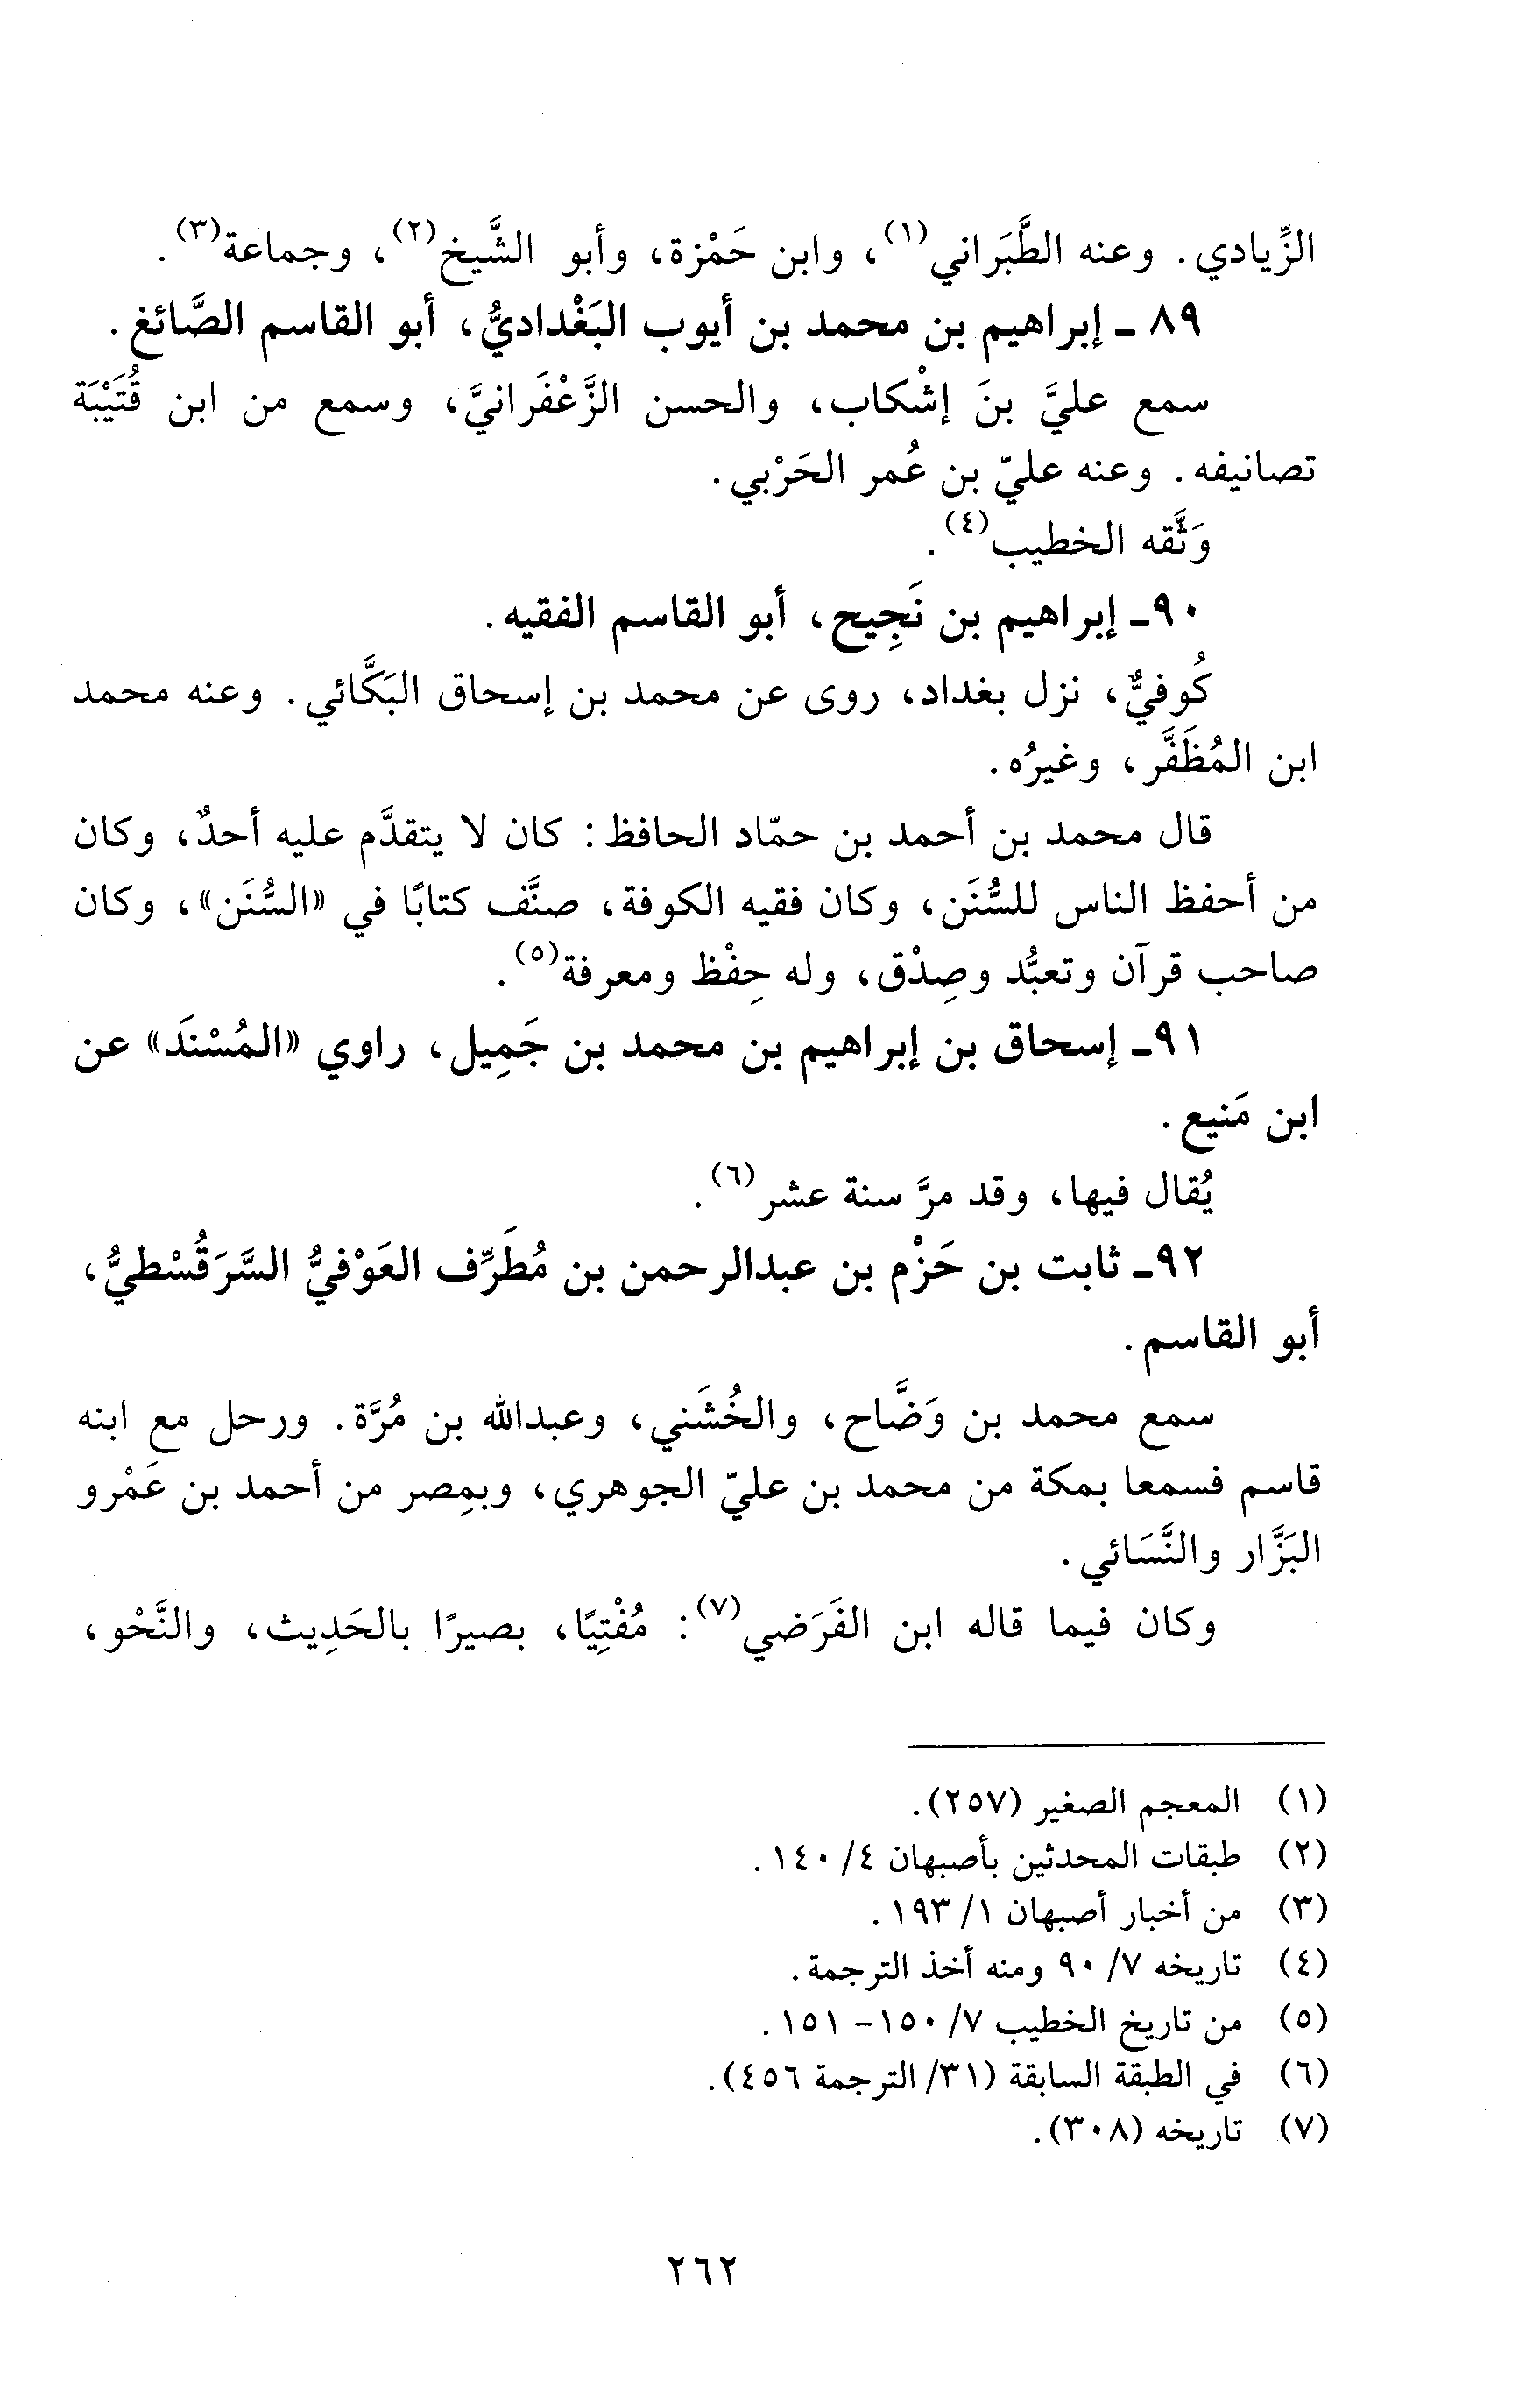 الزِّيادي. وعنه الطَّبَراني(١)، وابن حَمْزة، وأبو الشَّيخ(٢)، وجماعة(٣).
٨٩ ـ إبراهيم بن محمد بن أيوب البَغْداديُّ، أبو القاسم الصَّائغ.
سمع عليَّ بنَ إشْكاب، والحسن الزَّعْفَرانيَّ، وسمع من ابن قُتَيْبَة
تصانيفه. وعنه عليّ بن عُمر الحَرْبي.
وَثَّقه الخطيب(٤).
٩٠ـ إبراهيم بن نَجِيح، أبو القاسم الفقيه.
كُوفيٌّ، نزل بغداد، روى عن محمد بن إسحاق البَكَّائي. وعنه محمد
ابن المُظَفَّر، وغيرُه.
قال محمد بن أحمد بن حمّاد الحافظ: كان لا يتقدَّم عليه أحدٌ، وكان
من أحفظ الناس للسُّنَن، وكان فقيه الكوفة، صنَّف كتابًا في «السُّنَن»، وكان
صاحب قرآن وتعبُّد وصِدْق، وله حِفْظ ومعرفة(٥).
٩١ـ إسحاق بن إبراهيم بن محمد بن جَمِيل، راوي «المُسْنَد» عن
ابن مَنيع.
يُقال فيها، وقد مرَّ سنة عشر(٦).
٩٢ـ ثابت بن حَزْم بن عبدالرحمن بن مُطَرِّف العَوْفيُّ السَّرَقُسْطيُّ،
أبو القاسم.
سمع محمد بن وَضَّاح، والخُشَني، وعبدالله بن مُرَّة. ورحل مع ابنه
قاسم فسمعا بمكة من محمد بن عليّ الجوهري، وبمِصر من أحمد بن عَمْرو
البَزَّار والنَّسَائي.
وكان فيما قاله ابن الفَرَضي(٧): مُفْتِيًا، بصيرًا بالحَدِيث، والنَّحْو،
(١) المعجم الصغير (٢٥٧).
(٢) طبقات المحدثين بأصبهان ٤/ ١٤٠.
(٣) من أخبار أصبهان ١/ ١٩٣.
(٤) تاريخه ٧/ ٩٠ ومنه أخذ الترجمة.
(٥) من تاريخ الخطيب ٧/ ١٥٠- ١٥١.
(٦) في الطبقة السابقة (٣١/ الترجمة ٤٥٦).
(٧) تاريخه (٣٠٨).
٢٦٢